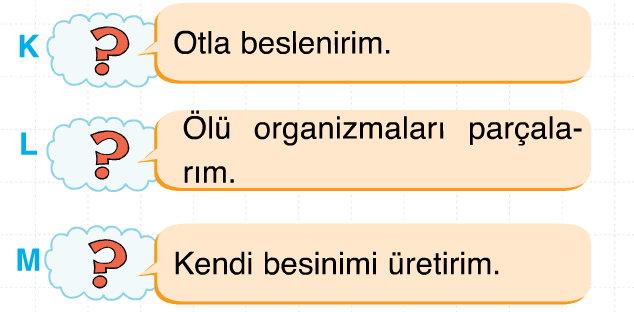 K ? Otla beslenirim.
L ? Ölü organizmaları parçala-
rım.
M ? Kendi besinimi üretirim.